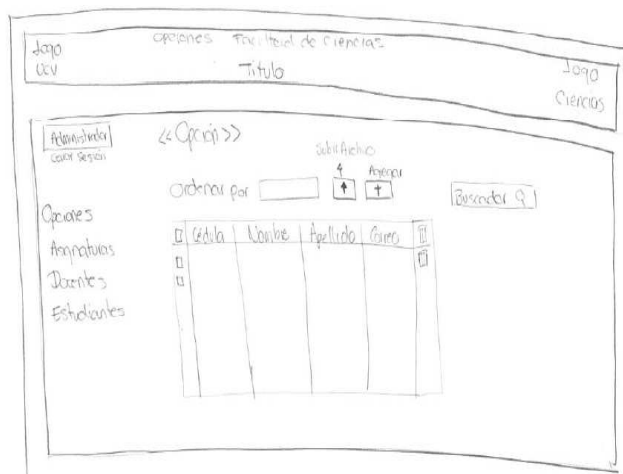 Logo
UCV
Opciones Facultad de Ciencias
Titulo
Logo
Ciencias
Administrador
Cerrar Sesión
<<Opción>>
Subir Archivo
Agregar
Ordenar por
Buscador
Opciones
Asignaturas
Docentes
Estudiantes
Cédula Nombre Apellido Correo